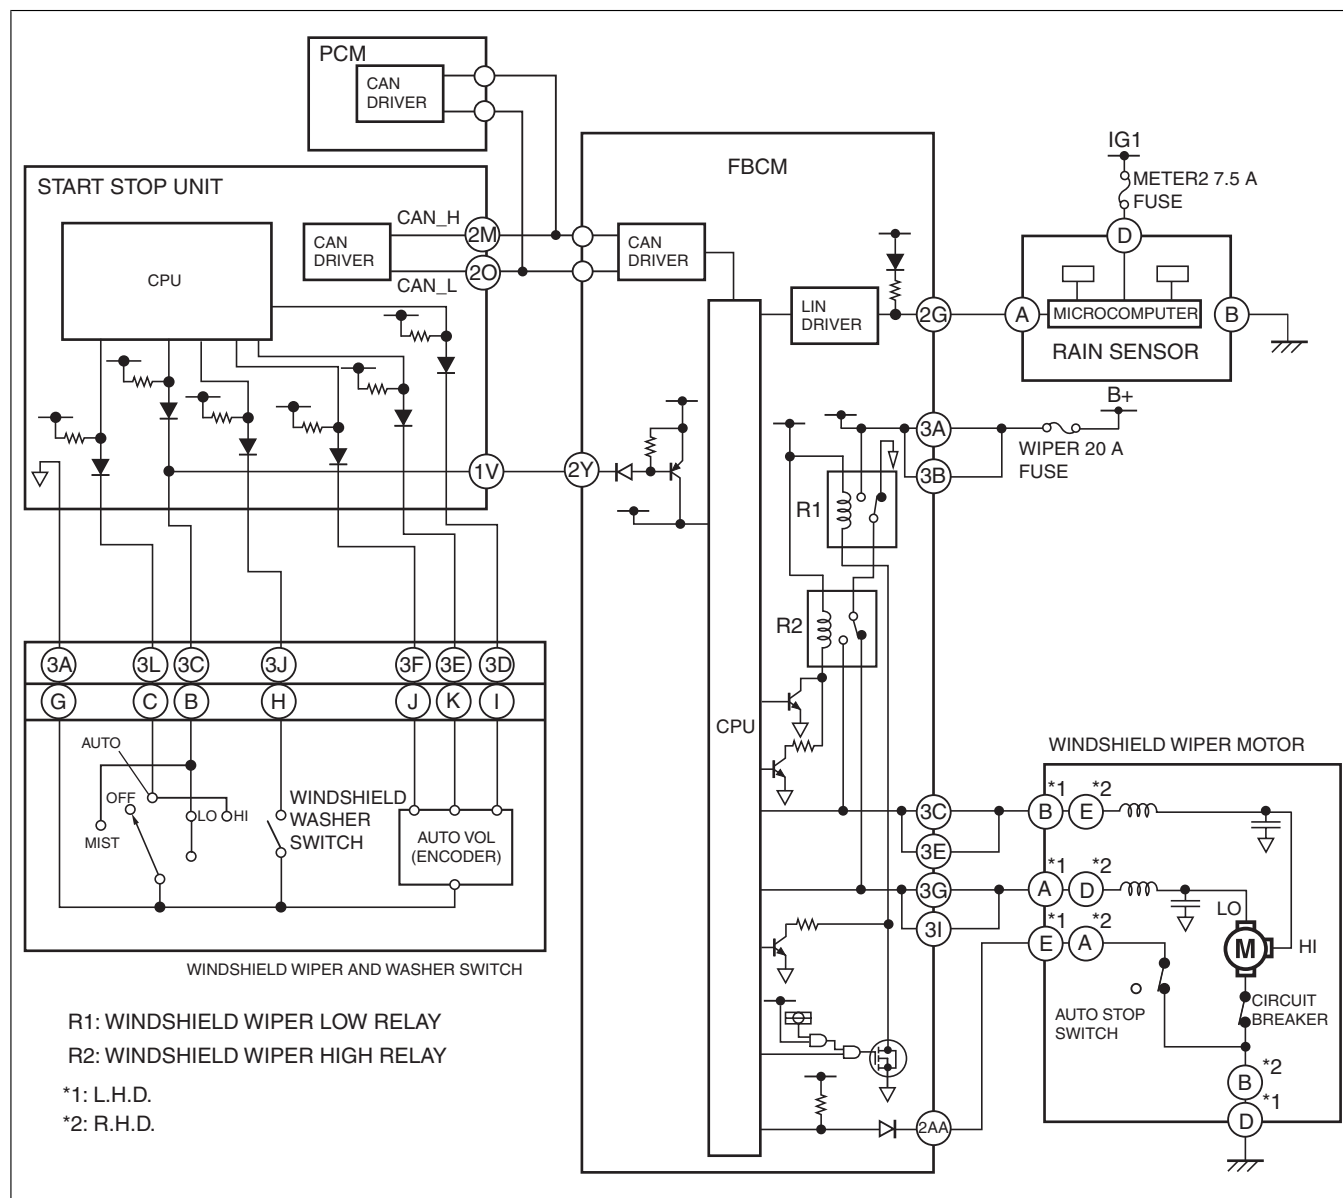 PCM
CAN
DRIVER
START STOP UNIT
CPU
CAN
DRIVER
CAN_H
2M
2O
CAN_L
1V
FBCM
CAN
DRIVER
LIN
DRIVER
2G
2Y
3A
3B
R1
R2
CPU
3C
3E
3G
3I
2AA
IG1
METER2 7.5 A
FUSE
D
A
MICROCOMPUTER
B
RAIN SENSOR
B+
WIPER 20 A
FUSE
3A
3L
3C
3J
3F
3E
3D
G
C
B
H
J
K
I
AUTO
OFF
MIST
LO
HI
WINDSHIELD
WASHER
SWITCH
AUTO VOL
(ENCODER)
WINDSHIELD WIPER AND WASHER SWITCH
WINDSHIELD WIPER MOTOR
*1
*2
B
E
*1
*2
A
D
*1
*2
E
A
LO
M
HI
AUTO STOP
SWITCH
CIRCUIT
BREAKER
*2
B
*1
D
R1: WINDSHIELD WIPER LOW RELAY
R2: WINDSHIELD WIPER HIGH RELAY
*1: L.H.D.
*2: R.H.D.